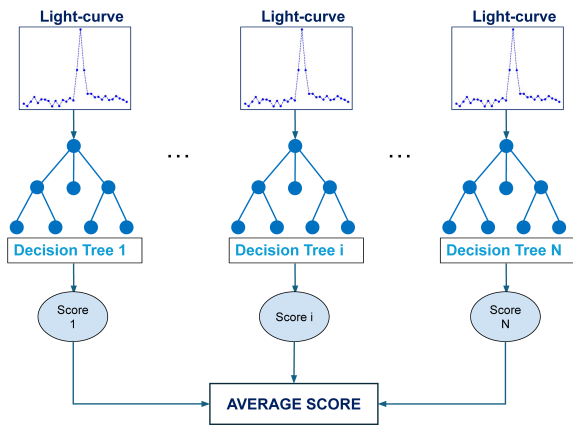 Light-curve
Light-curve
Light-curve
...
...
Decision Tree 1
Decision Tree i
Decision Tree N
Score
1
Score i
Score
N
AVERAGE SCORE